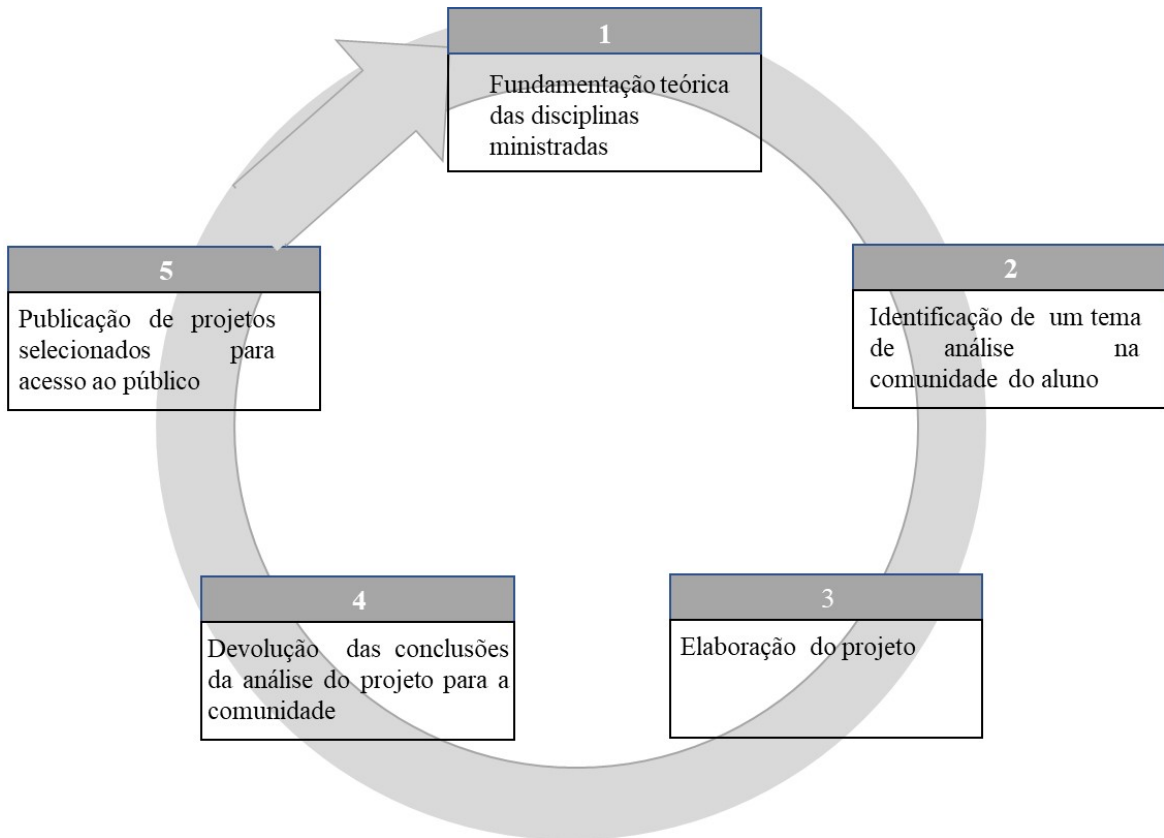 1
Fundamentação teórica
das disciplinas
ministradas
2
Identificação de um tema
de análise na
comunidade do aluno
3
Elaboração do projeto
4
Devolução das conclusões
da análise do projeto para a
comunidade
5
Publicação de projetos
selecionados para
acesso ao público